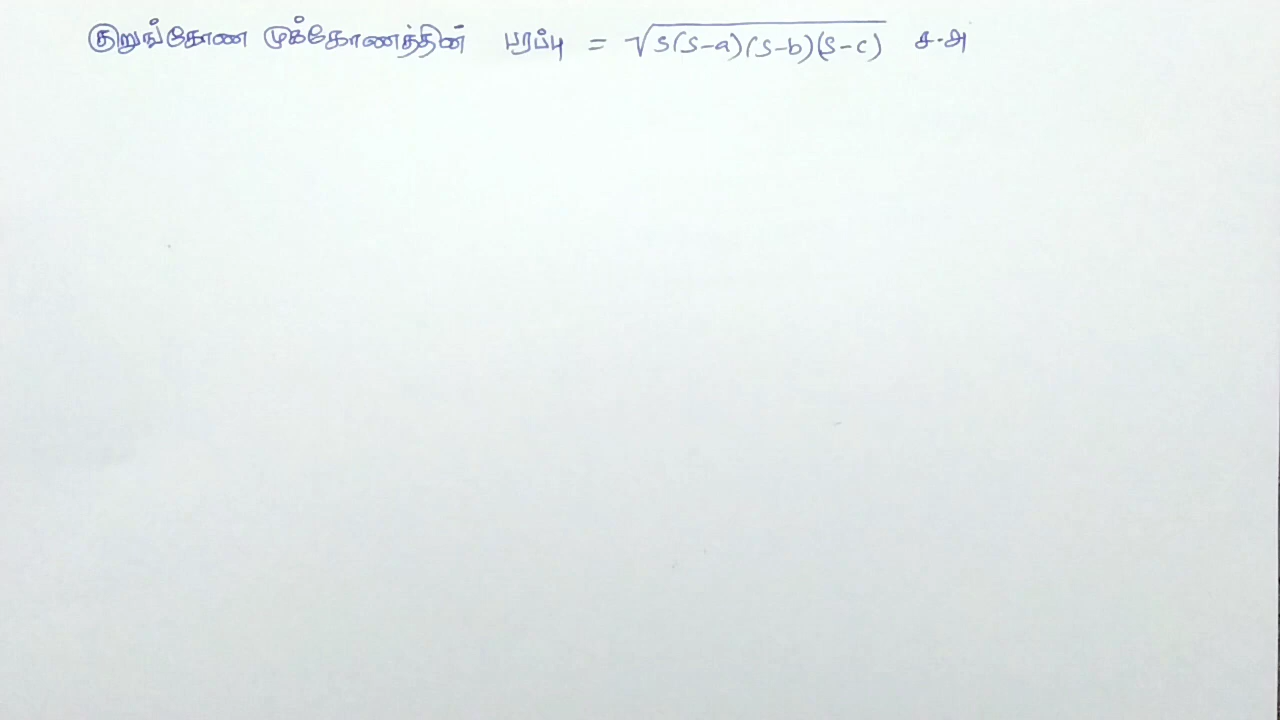 குறுங்கோண முக்கோணத்தின் பரப்பு = √s(s-a)(s-b)(s-c) ச.அ